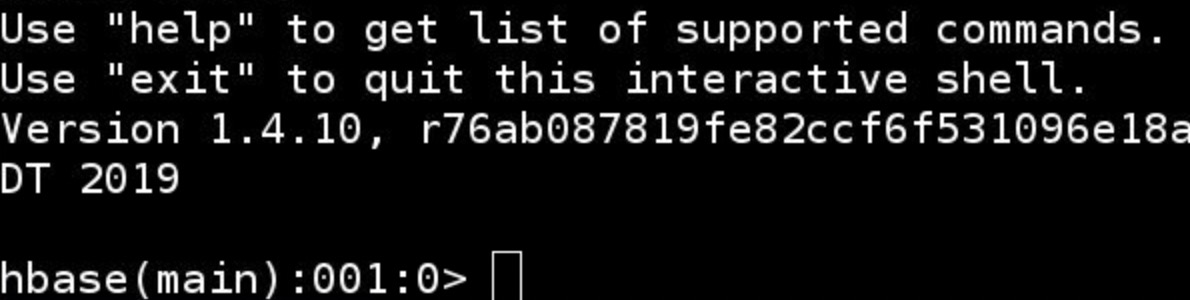 Use "help" to get list of supported commands.
Use "exit" to quit this interactive shell.
Version 1.4.10, r76ab087819fe82ccf6f531096e18a
DT 2019
hbase(main):001:0>